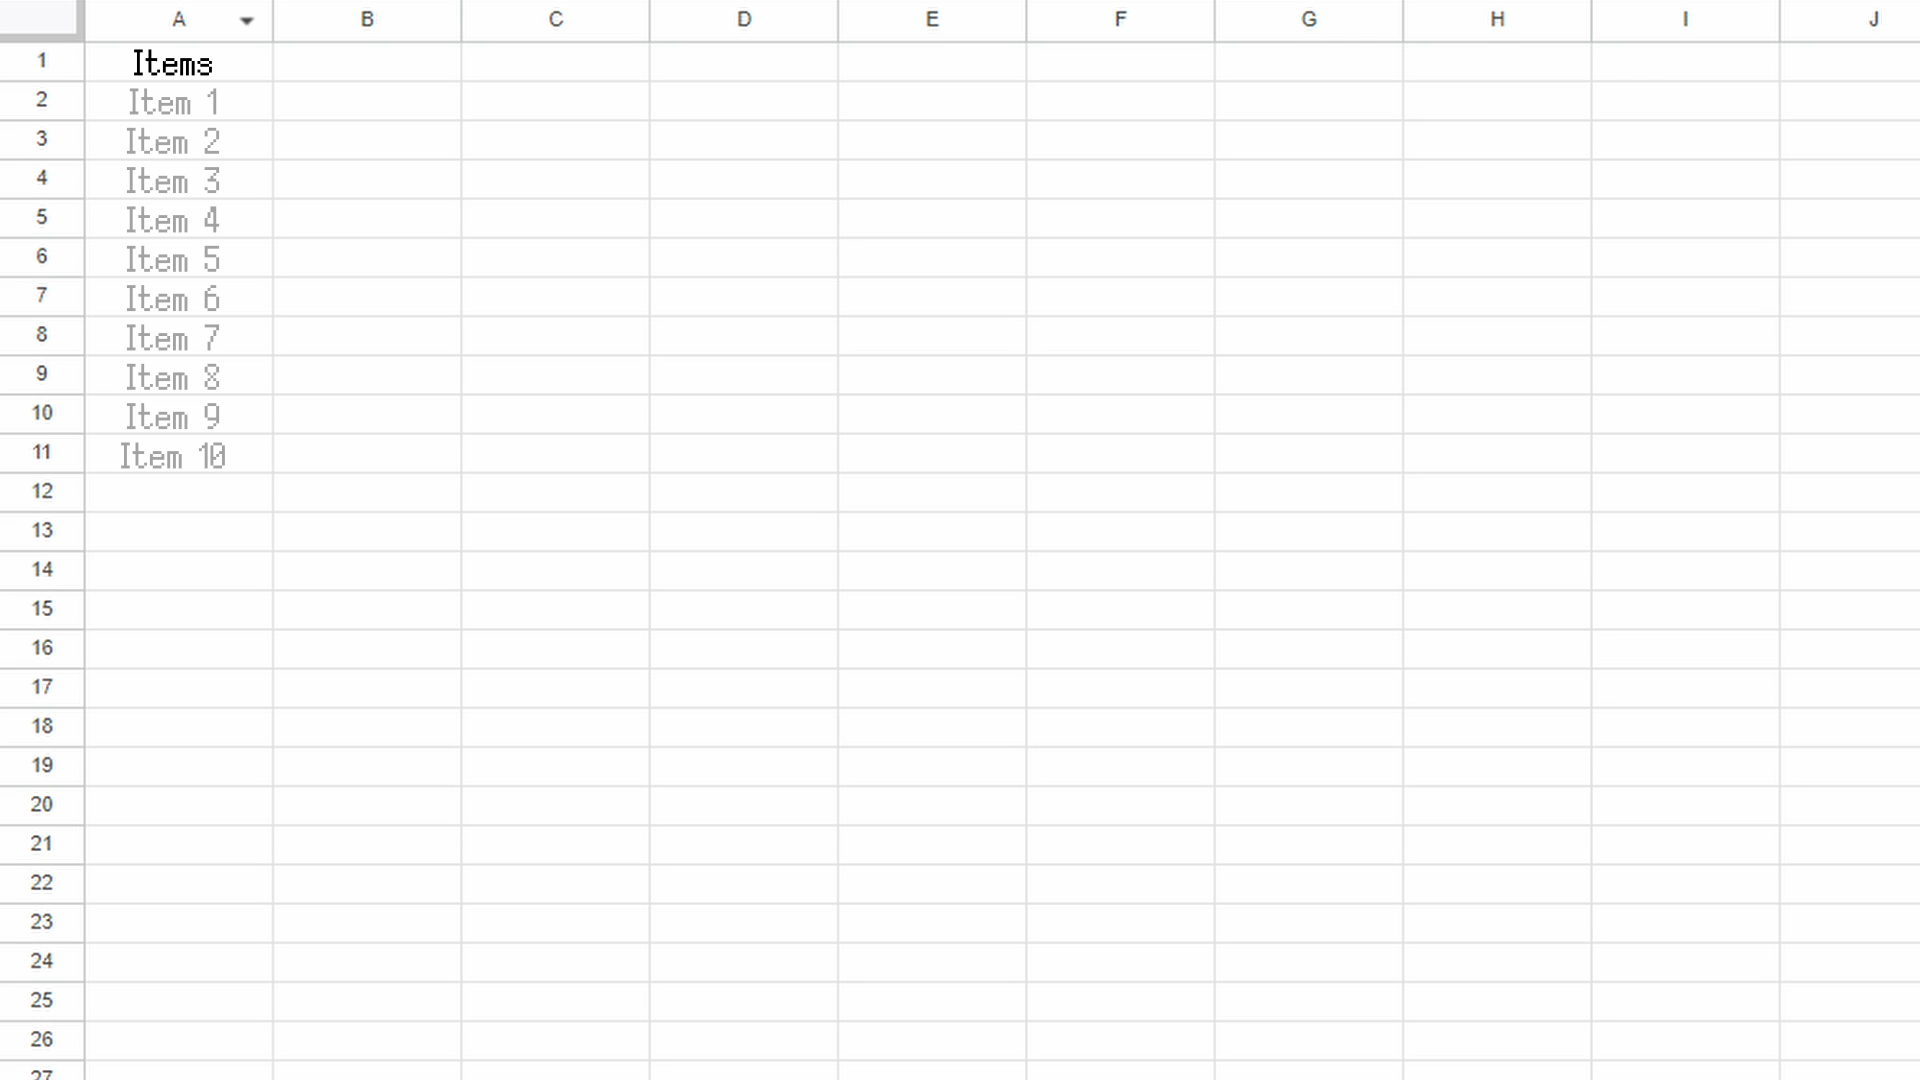 A B C D E F G H I J
1 Items
2 Item 1
3 Item 2
4 Item 3
5 Item 4
6 Item 5
7 Item 6
8 Item 7
9 Item 8
10 Item 9
11 Item 10
12
13
14
15
16
17
18
19
20
21
22
23
24
25
26
27